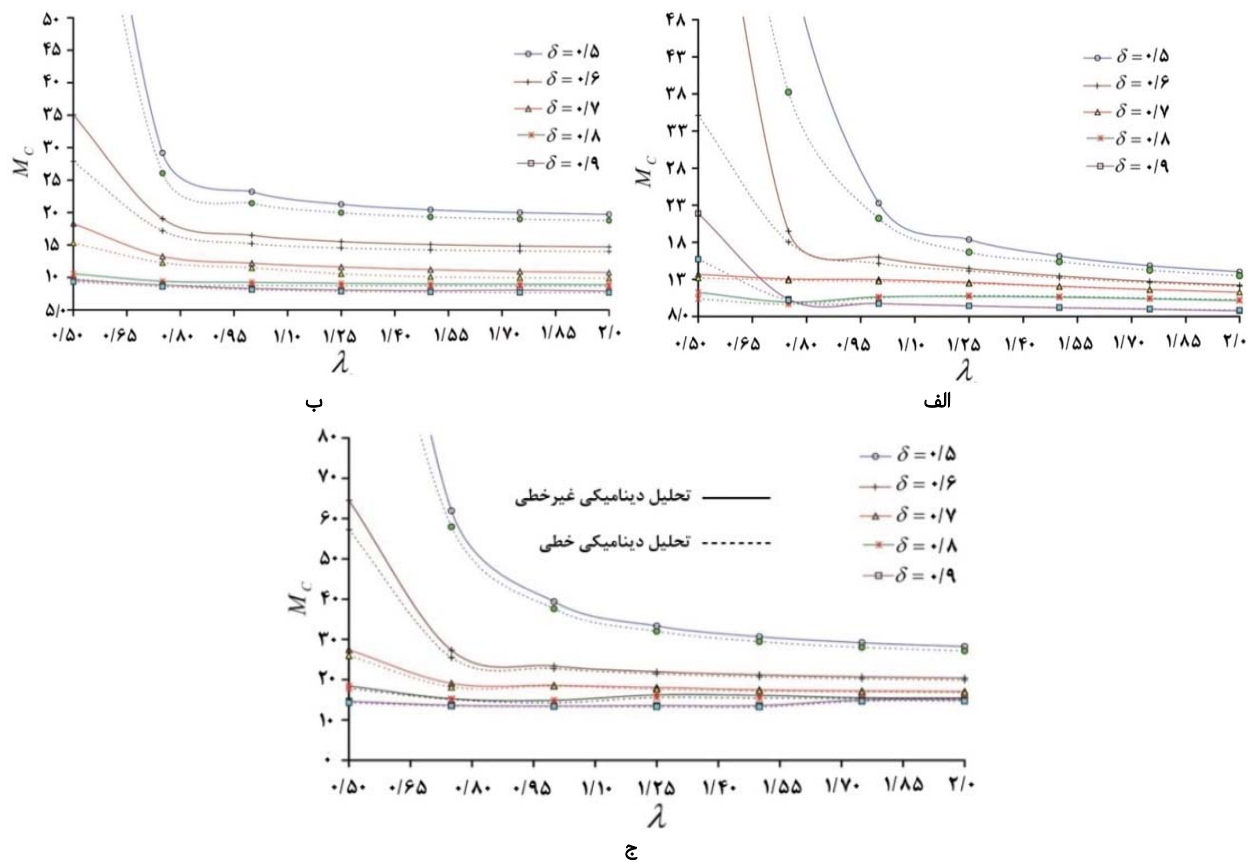 ۵۰
۴۵
۴۰
۳۵
۳۰
۲۵
۲۰
۱۵
۱۰
۵/۰
M_C
δ = ۰/۵
δ = ۰/۶
δ = ۰/۷
δ = ۰/۸
δ = ۰/۹
۰/۵۰ ۰/۶۵ ۰/۸۰ ۰/۹۵ ۱/۱۰ ۱/۲۵ ۱/۴۰ ۱/۵۵ ۱/۷۰ ۱/۸۵ ۲/۰
λ
ب
۴۸
۴۳
۳۸
۳۳
۲۸
۲۳
۱۸
۱۳
۸/۰
M_C
δ = ۰/۵
δ = ۰/۶
δ = ۰/۷
δ = ۰/۸
δ = ۰/۹
۰/۵۰ ۰/۶۵ ۰/۸۰ ۰/۹۵ ۱/۱۰ ۱/۲۵ ۱/۴۰ ۱/۵۵ ۱/۷۰ ۱/۸۵ ۲/۰
λ
الف
۸۰
۷۰
۶۰
۵۰
۴۰
۳۰
۲۰
۱۰
۰
M_C
تحلیل دینامیکی غیرخطی
تحلیل دینامیکی خطی
δ = ۰/۵
δ = ۰/۶
δ = ۰/۷
δ = ۰/۸
δ = ۰/۹
۰/۵۰ ۰/۶۵ ۰/۸۰ ۰/۹۵ ۱/۱۰ ۱/۲۵ ۱/۴۰ ۱/۵۵ ۱/۷۰ ۱/۸۵ ۲/۰
λ
ج